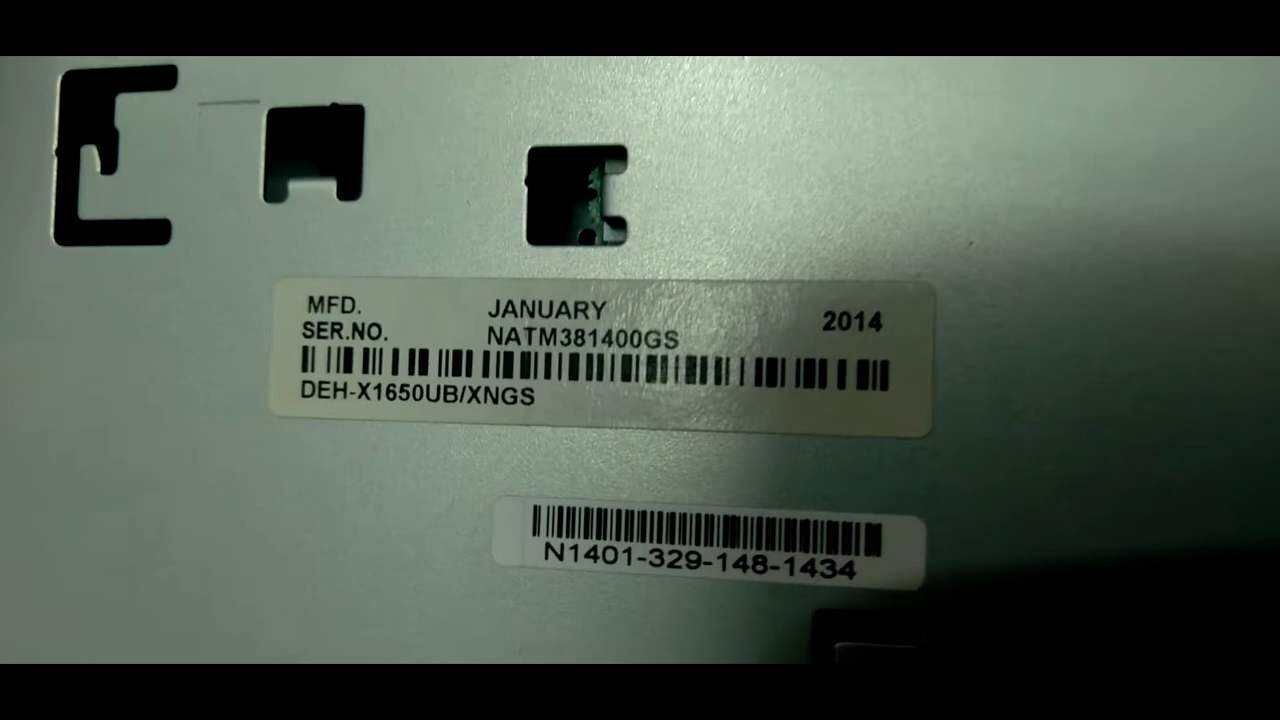 MFD. JANUARY 2014
SER.NO. NATM381400GS
DEH-X1650UB/XNGS
N1401-329-148-1434